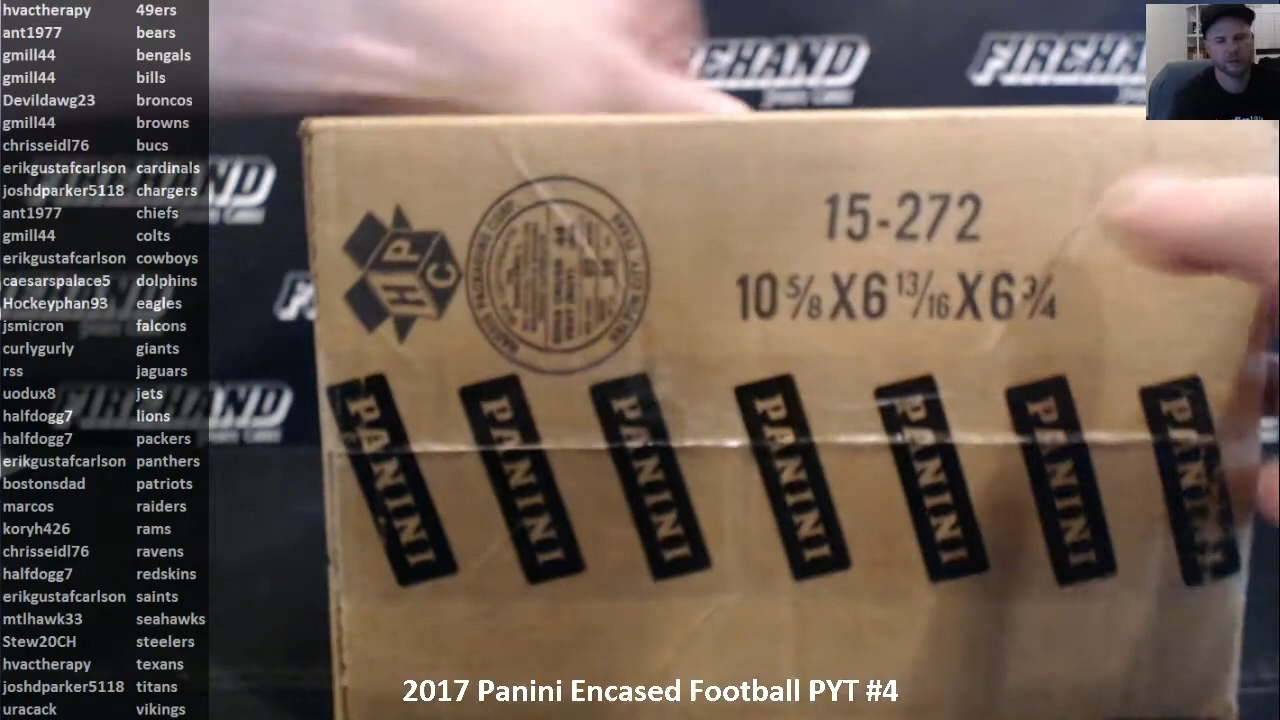 hvactherapy 49ers
ant1977 bears
gmill44 bengals
gmill44 bills
Devildawg23 broncos
gmill44 browns
chrisseidl76 bucs
erikgustafcarlson cardinals
joshdparker5118 chargers
ant1977 chiefs
gmill44 colts
erikgustafcarlson cowboys
caesarspalace5 dolphins
Hockeyphan93 eagles
jsmicron falcons
curlygurly giants
rss jaguars
uodux8 jets
halfdogg7 lions
halfdogg7 packers
erikgustafcarlson panthers
bostonsdad patriots
marcos raiders
koryh426 rams
chrisseidl76 ravens
halfdogg7 redskins
erikgustafcarlson saints
mtlhawk33 seahawks
Stew20CH steelers
hvactherapy texans
joshdparker5118 titans
uracack vikings
FIREHAND
FIREHAND
FIREHAND
HPC
15-272
10 5/8 X 6 13/16 X 6 3/4
PANINI PANINI PANINI PANINI PANINI PANINI PANINI
2017 Panini Encased Football PYT #4